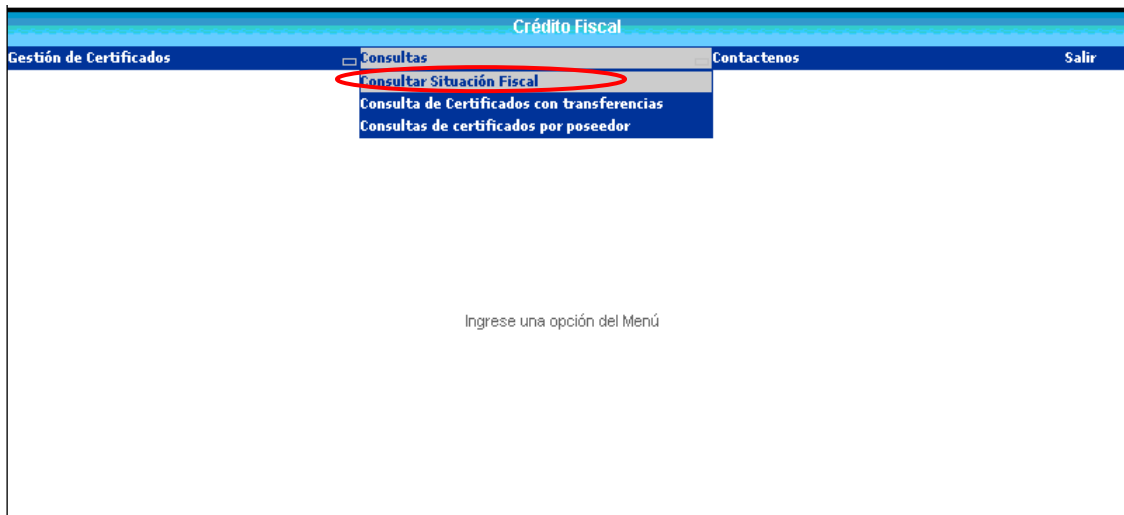 Crédito Fiscal
Gestión de Certificados Consultas Contactenos Salir
Consultar Situación Fiscal
Consulta de Certificados con transferencias
Consultas de certificados por poseedor
Ingrese una opción del Menú